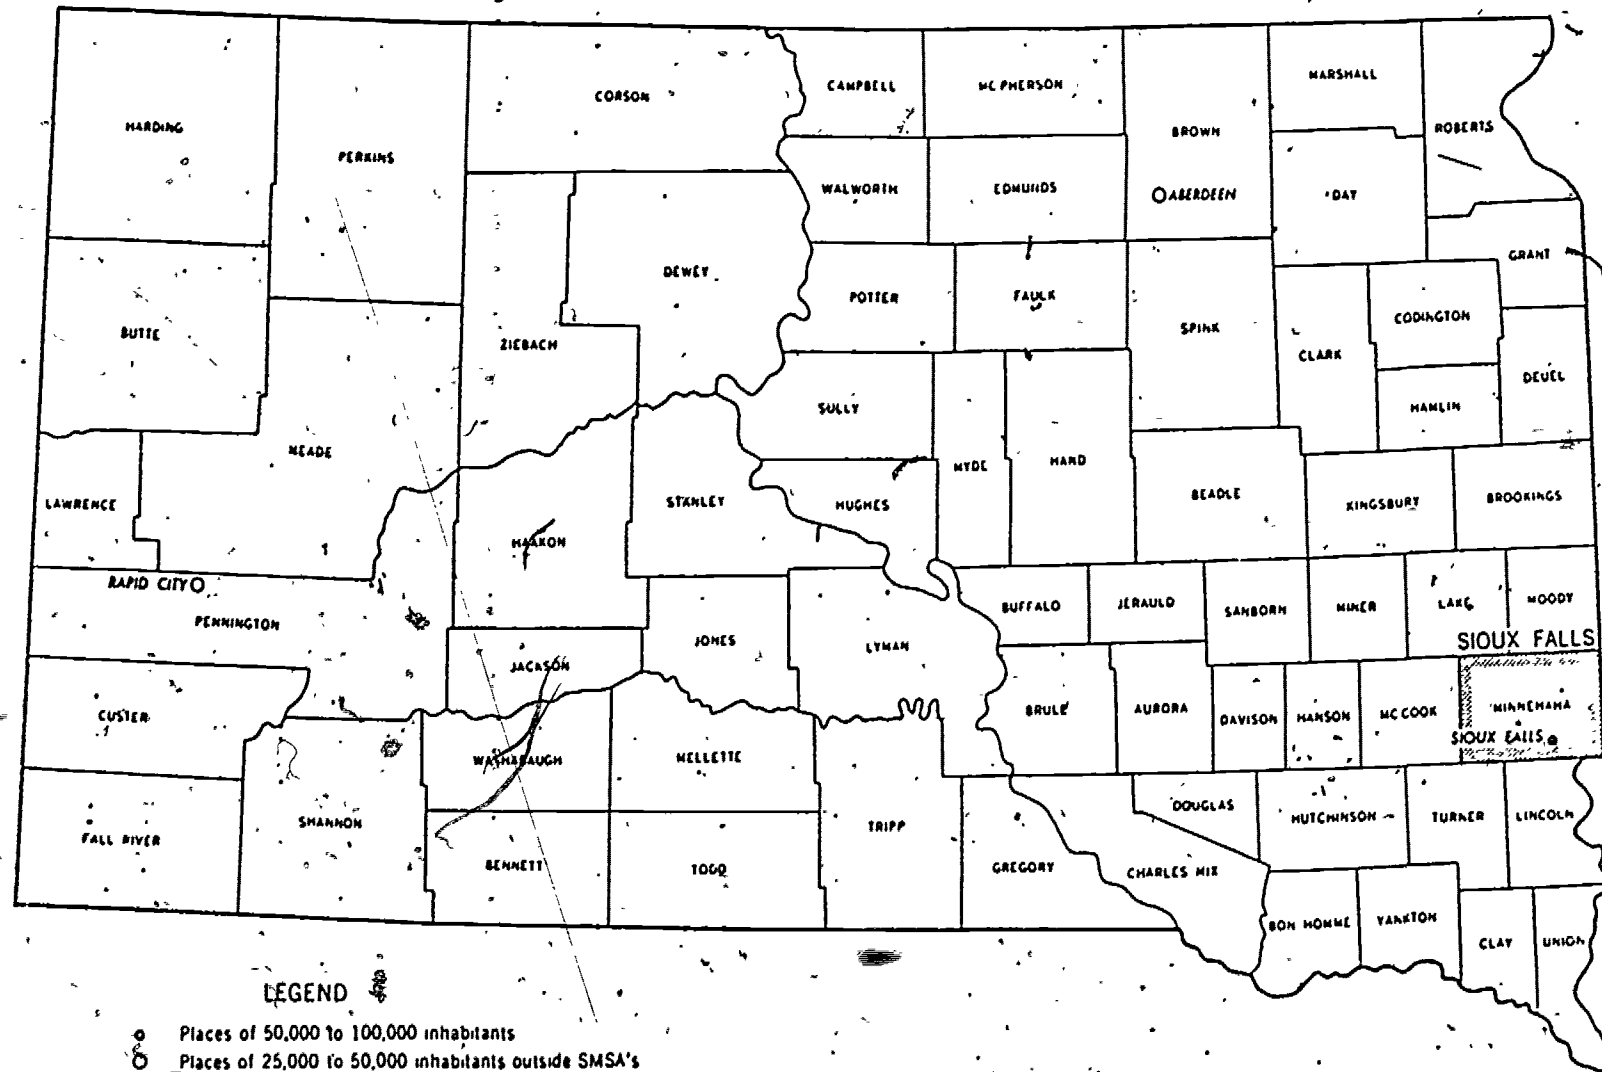 CORSON
CAMPBELL
MC PHERSON
MARSHALL
HARDING
PERKINS
BROWN
ROBERTS
WALWORTH
EDMUNDS
ABERDEEN
DAY
DEWEY
GRANT
POTTER
FAULK
BUTTE
ZIEBACH
SPINK
CLARK
CODINGTON
DEUEL
SULLY
HAMLIN
MEADE
HYDE
HAND
LAWRENCE
STANLEY
HUGHES
BEADLE
KINGSBURY
BROOKINGS
HAAKON
RAPID CITY
PENNINGTON
BUFFALO
JERAULD
SANBORN
MINER
LAKE
MOODY
JACKSON
JONES
LYMAN
SIOUX FALLS
CUSTER
BRULE
AURORA
DAVISON
HANSON
MC COOK
MINNEHAHA
SIOUX FALLS
WASHABAUGH
MELLETTE
FALL RIVER
SHANNON
TRIPP
DOUGLAS
HUTCHINSON
TURNER
LINCOLN
BENNETT
TODD
GREGORY
CHARLES MIX
BON HOMME
YANKTON
CLAY
UNION
LEGEND
Places of 50,000 to 100,000 inhabitants
Places of 25,000 to 50,000 inhabitants outside SMSA's